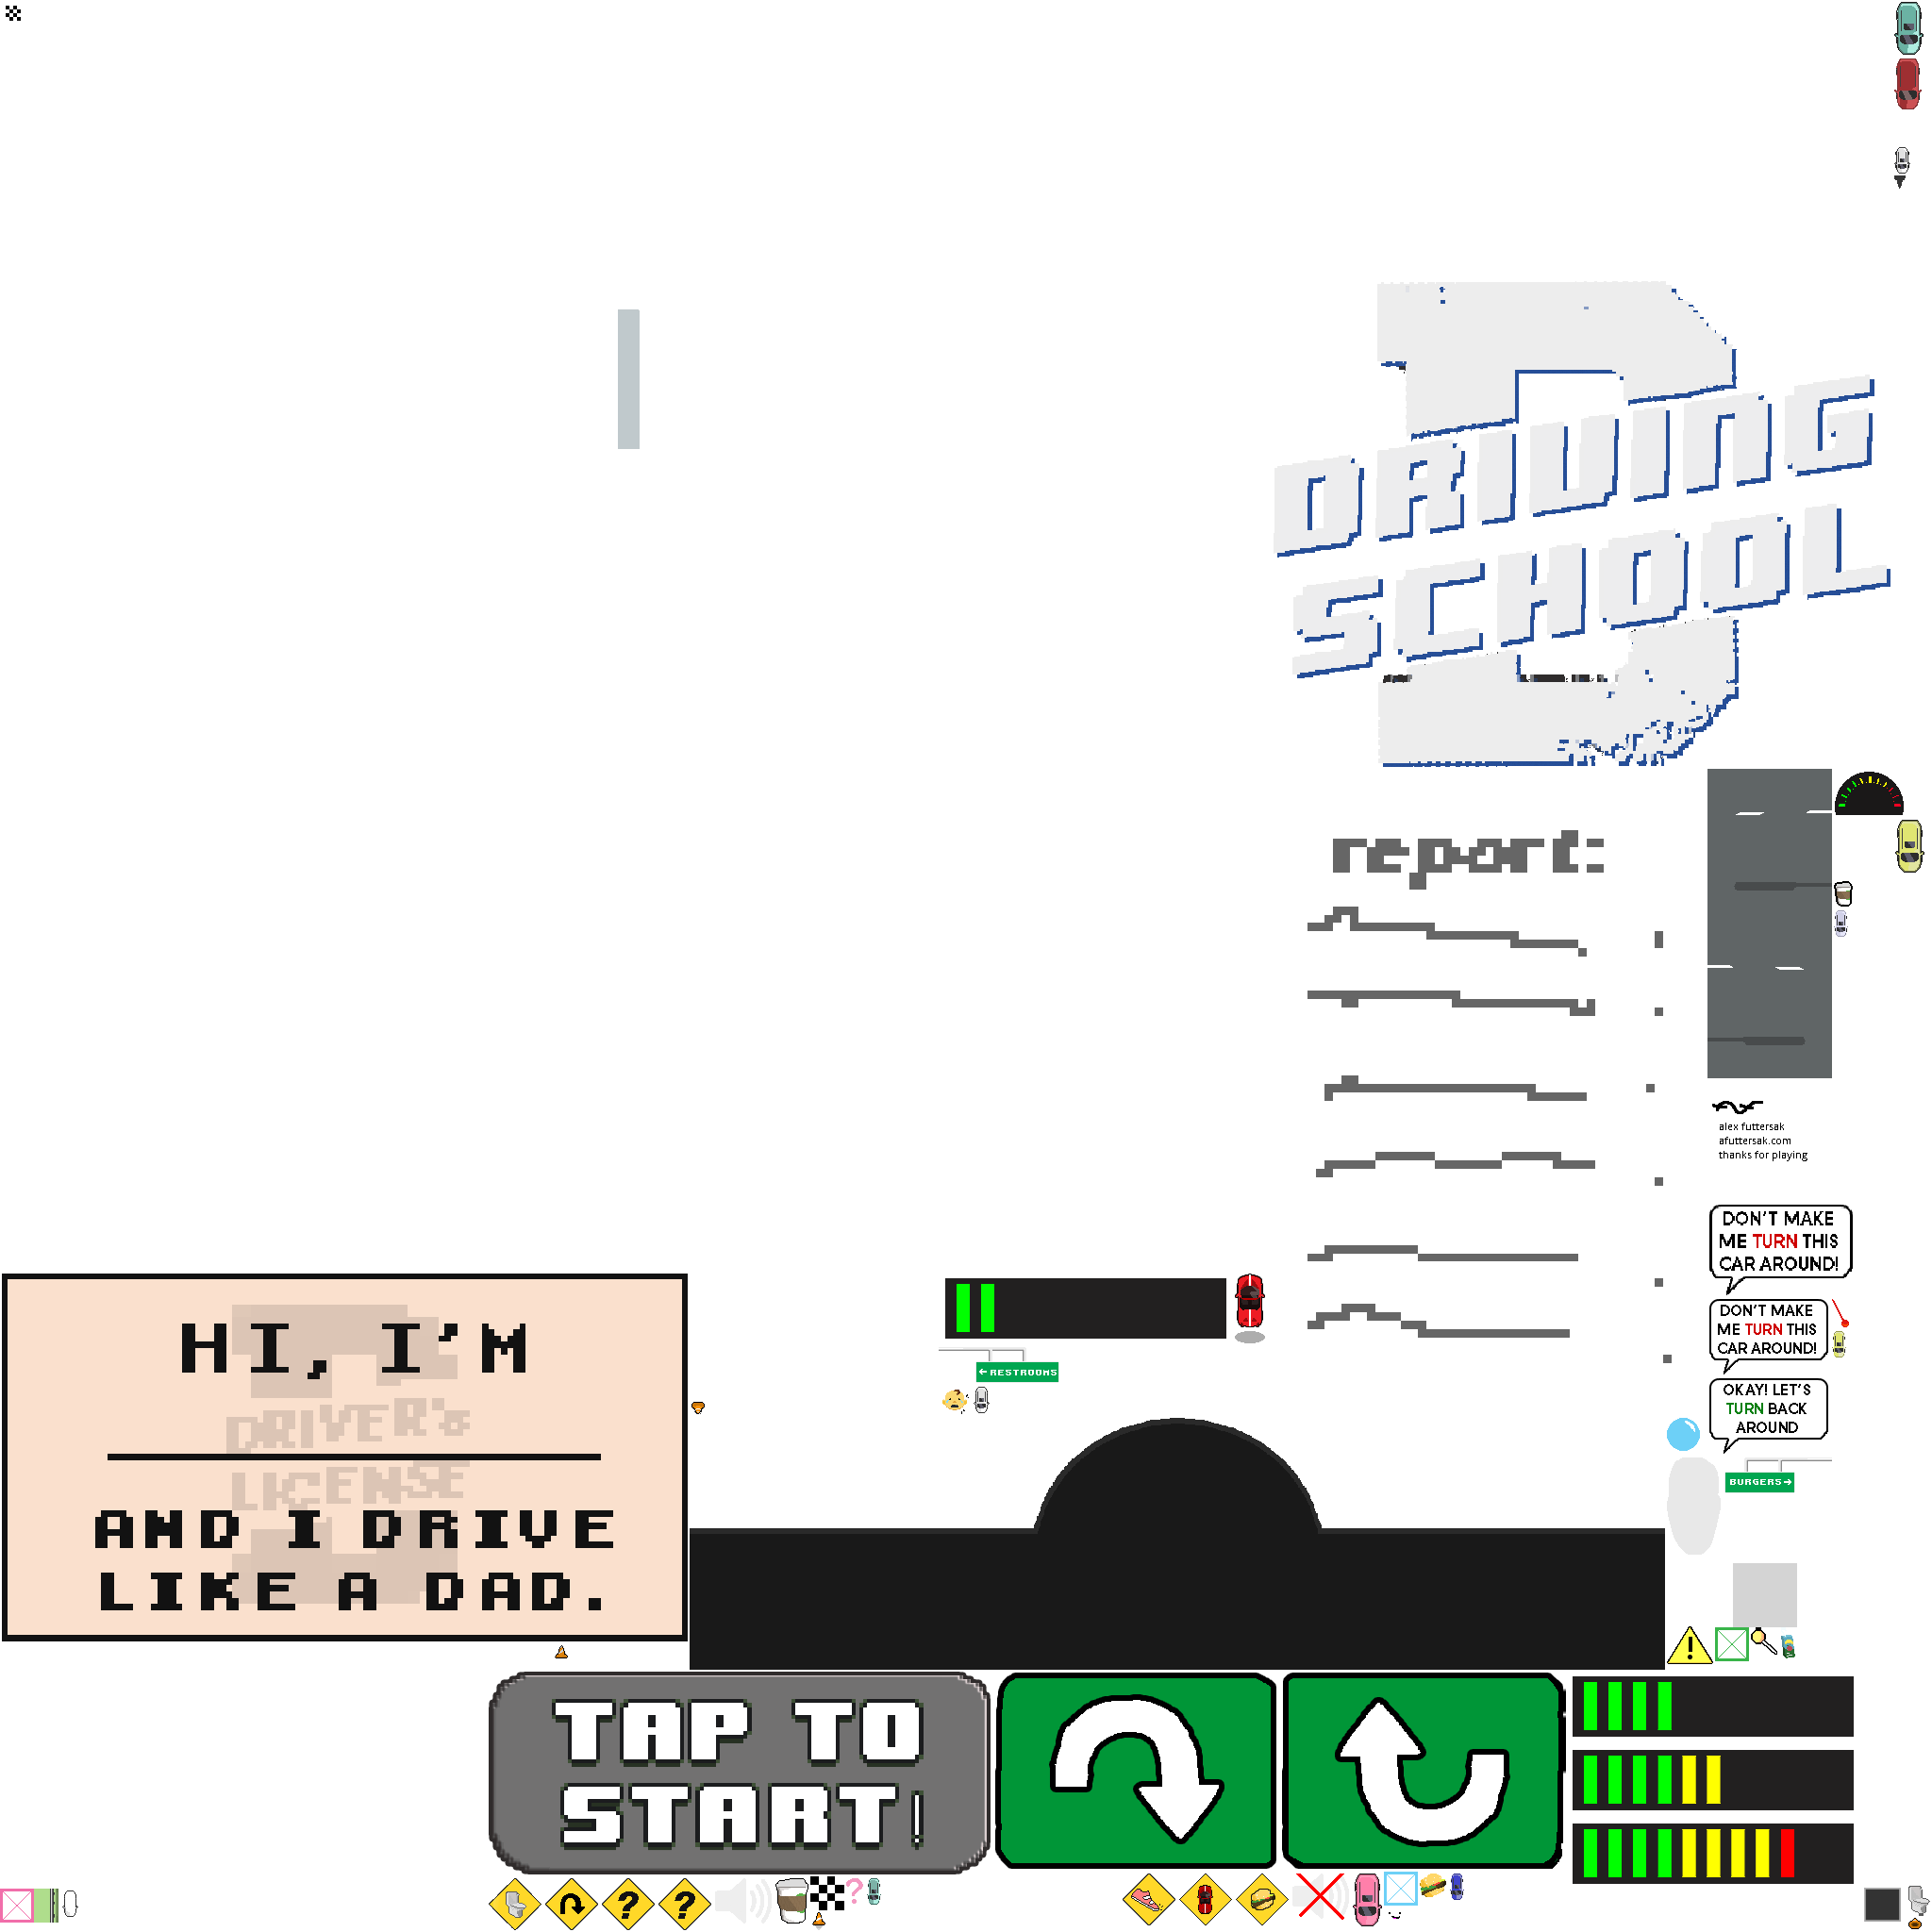 DRIVING
SCHOOL
report:
alex futtersak
afuttersak.com
thanks for playing
DON'T MAKE
ME TURN THIS
CAR AROUND!
DON'T MAKE
ME TURN THIS
CAR AROUND!
OKAY! LET'S
TURN BACK
AROUND
BURGERS→
←RESTROOMS
HI, I'M
DRIVER'S
LICENSE
AND I DRIVE
LIKE A DAD.
TAP TO
START!
?
?
?
!